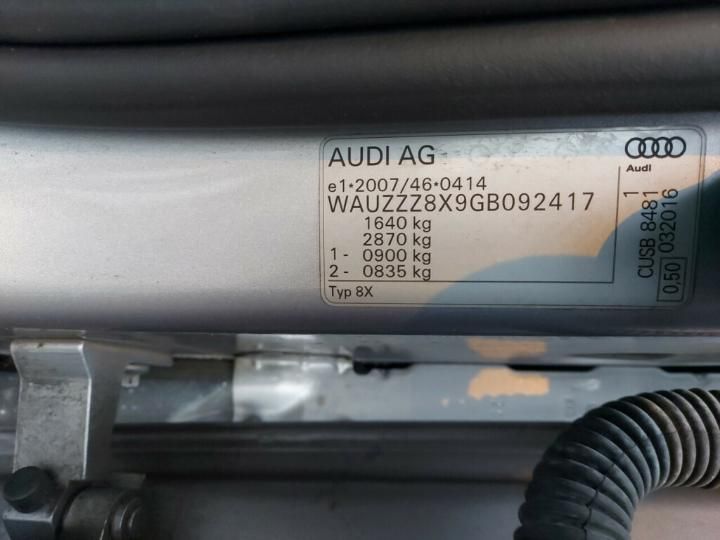 AUDI AG
Audi
e1*2007/46*0414
WAUZZZ8X9GB092417
1640 kg
2870 kg
1 - 0900 kg
2 - 0835 kg
Typ 8X
CUSB 8481 1
0,50 032016